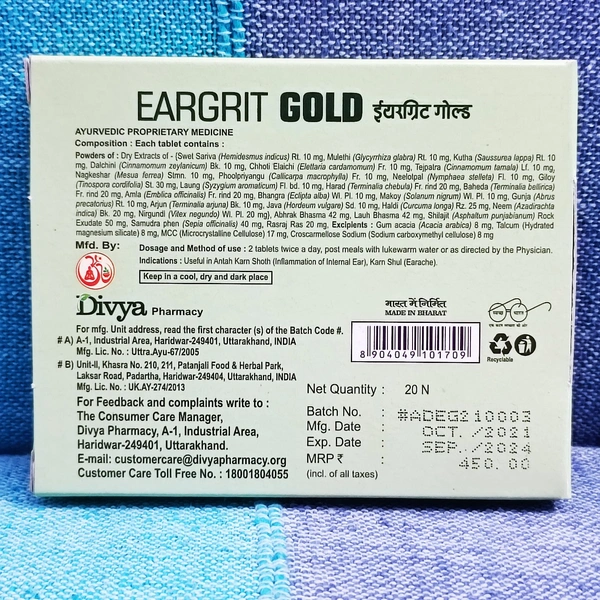 EARGRIT GOLD ईयरग्रिट गोल्ड
AYURVEDIC PROPRIETARY MEDICINE
Composition : Each tablet contains :
Powders of : Dry Extracts of - (Swet Sariva (Hemidesmus indicus) Rt. 10 mg, Mulethi (Glycyrrhiza glabra) Rt. 10 mg, Kutha (Saussurea lappa) Rt. 10
mg, Dalchini (Cinnamomum zeylanicum) Bk. 10 mg, Chhoti Elaichi (Elettaria cardamomum) Fr. 10 mg, Tejpatra (Cinnamomum tamala) Lf. 10 mg,
Nagkeshar (Mesua ferrea) Stmn. 10 mg, Phoolpriyangu (Callicarpa macrophylla) Fr. 10 mg, Neelotpal (Nymphaea stellata) Fl. 10 mg, Giloy
(Tinospora cordifolia) St. 30 mg, Laung (Syzygium aromaticum) Fl. bd. 10 mg, Harad (Terminalia chebula) Fr. rind 20 mg, Baheda (Terminalia bellirica)
Fr. rind 20 mg, Amla (Emblica officinalis) Fr. rind 20 mg, Bhangra (Eclipta alba) Wl. Pl. 10 mg, Makoy (Solanum nigrum) Wl. Pl. 10 mg, Gunja (Abrus
precatorius) Rt. 10 mg, Arjun (Terminalia arjuna) Bk. 10 mg, Java (Hordeum vulgare) Sd. 10 mg, Haldi (Curcuma longa) Rz. 25 mg, Neem (Azadirachta
indica) Bk. 20 mg, Nirgundi (Vitex negundo) Wl. Pl. 20 mg, Abhrak Bhasma 42 mg, Lauh Bhasma 42 mg, Shilajit (Asphaltum punjabianum) Rock
Exudate 50 mg, Samudra phen (Sepia officinalis) 40 mg, Rasraj Ras 20 mg. Excipients : Gum acacia (Acacia arabica) 8 mg, Talcum (Hydrated
magnesium silicate) 8 mg, MCC (Microcrystalline Cellulose) 17 mg, Croscarmellose Sodium (Sodium carboxymethyl cellulose) 8 mg
Mfd. By:
Dosage and Method of use : 2 tablets twice a day, post meals with lukewarm water or as directed by the Physician.
Indications : Useful in Antah Karn Shoth (Inflammation of Internal Ear), Karn Shul (Earache).
Keep in a cool, dry and dark place
Divya Pharmacy
भारत में निर्मित
MADE IN BHARAT
स्वच्छ भारत
एक कदम स्वच्छता की ओर
For mfg. Unit address, read the first character (s) of the Batch Code #.
# A) A-1, Industrial Area, Haridwar-249401, Uttarakhand, INDIA
Mfg. Lic. No. : Uttra.Ayu-67/2005
8 904049 101709
Recyclable
# B) Unit-II, Khasra No. 210, 211, Patanjali Food & Herbal Park,
Laksar Road, Padartha, Haridwar-249404, Uttarakhand, INDIA
Mfg. Lic. No. : UK.AY-274/2013
For Feedback and complaints write to :
The Consumer Care Manager,
Divya Pharmacy, A-1, Industrial Area,
Haridwar-249401, Uttarakhand.
E-mail: customercare@divyapharmacy.org
Customer Care Toll Free No. : 18001804055
Net Quantity : 20 N
Batch No. : #ADEG210003
Mfg. Date : OCT. /2021
Exp. Date : SEP. /2024
MRP ₹ : 450.00
(incl. of all taxes)